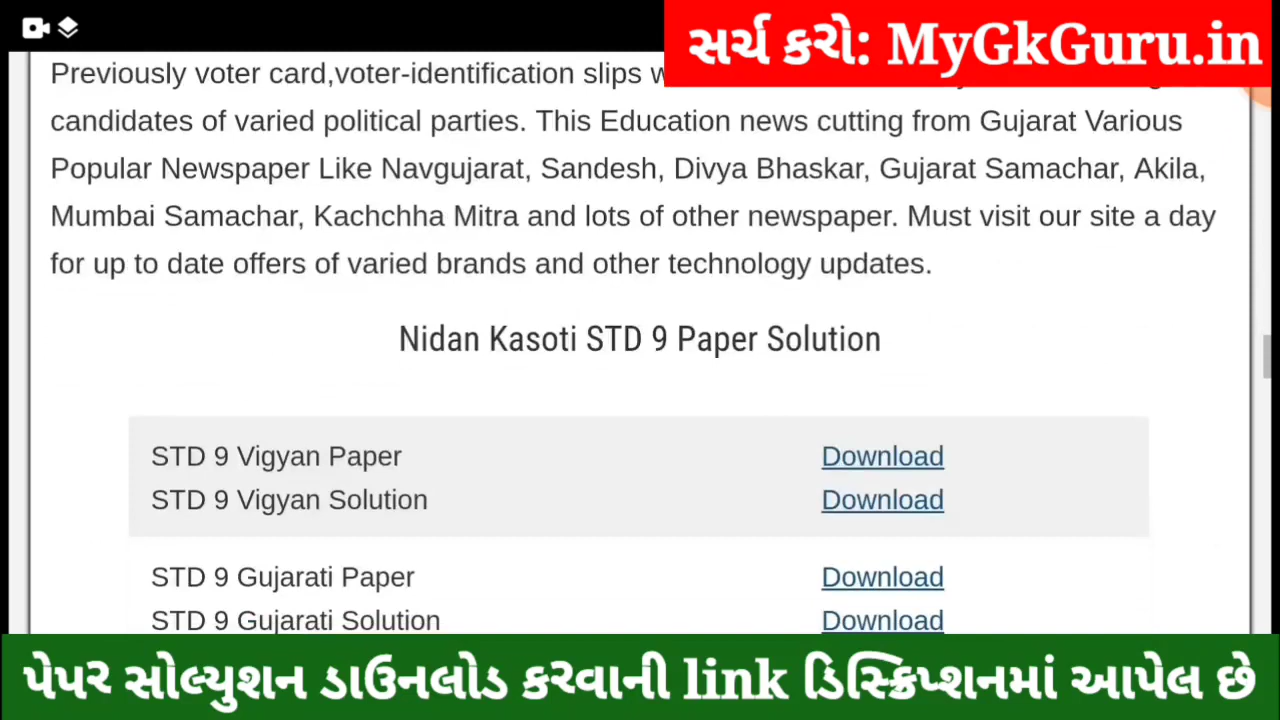 સર્ચ કરો: MyGkGuru.in
Previously voter card,voter-identification slips
candidates of varied political parties. This Education news cutting from Gujarat Various
Popular Newspaper Like Navgujarat, Sandesh, Divya Bhaskar, Gujarat Samachar, Akila,
Mumbai Samachar, Kachchha Mitra and lots of other newspaper. Must visit our site a day
for up to date offers of varied brands and other technology updates.
Nidan Kasoti STD 9 Paper Solution
STD 9 Vigyan Paper Download
STD 9 Vigyan Solution Download
STD 9 Gujarati Paper Download
STD 9 Gujarati Solution Download
પેપર સોલ્યુશન ડાઉનલોડ કરવાની link ડિસ્ક્રિપ્શનમાં આપેલ છે